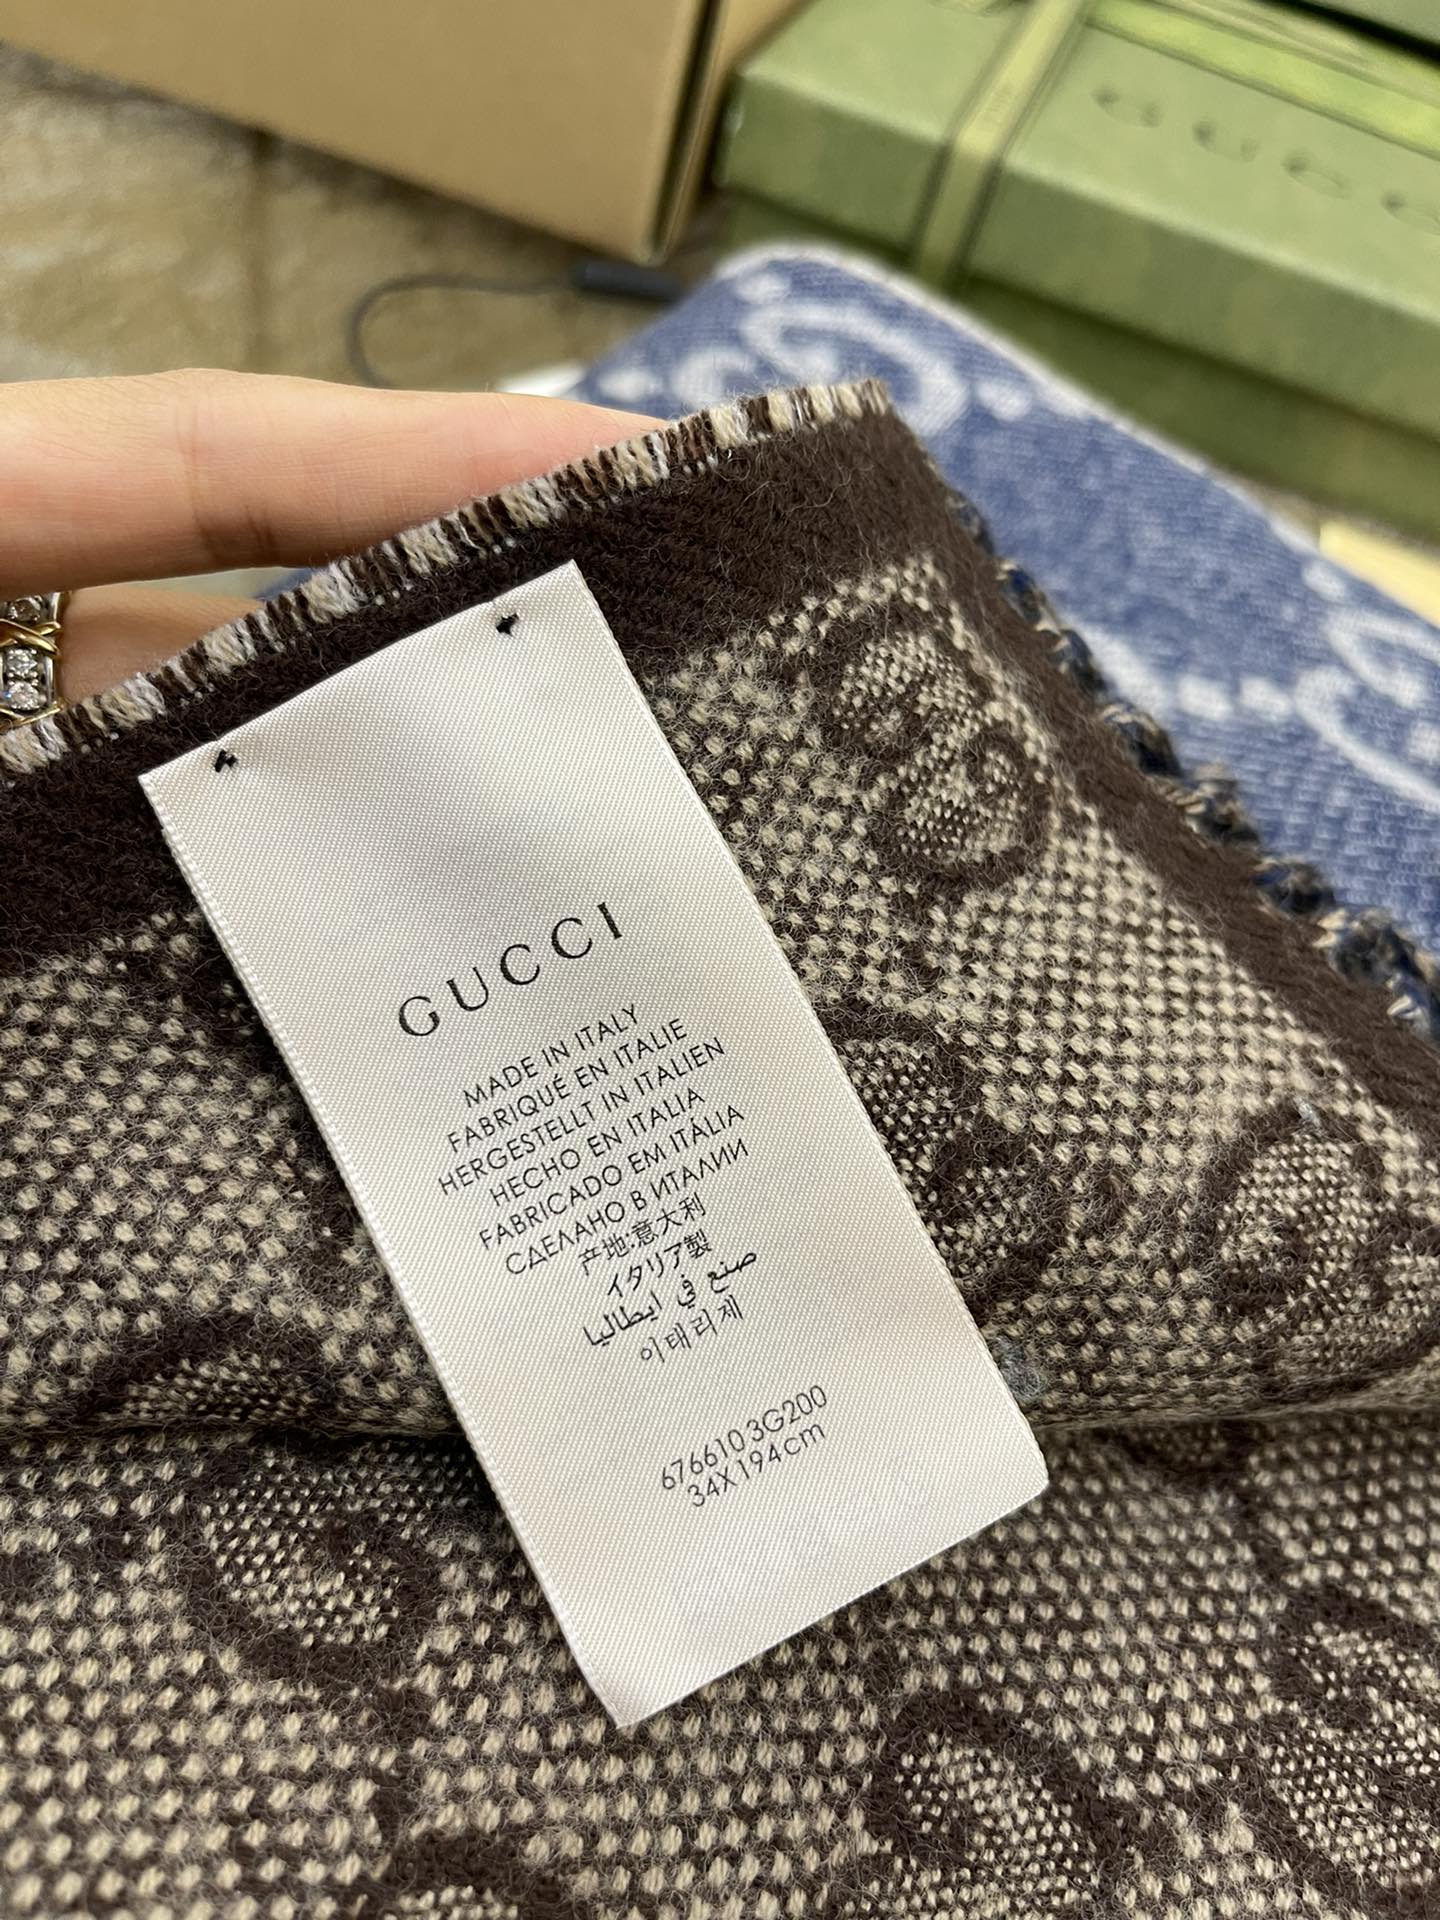 GUCCI
MADE IN ITALY
FABRIQUÉ EN ITALIE
HERGESTELLT IN ITALIEN
HECHO EN ITALIA
FABRICADO EM ITÁLIA
СДЕЛАНО В ИТАЛИИ
产地:意大利
イタリア製
صنع في ايطاليا
이태리제
676610 3G200
34X194cm
GUCC